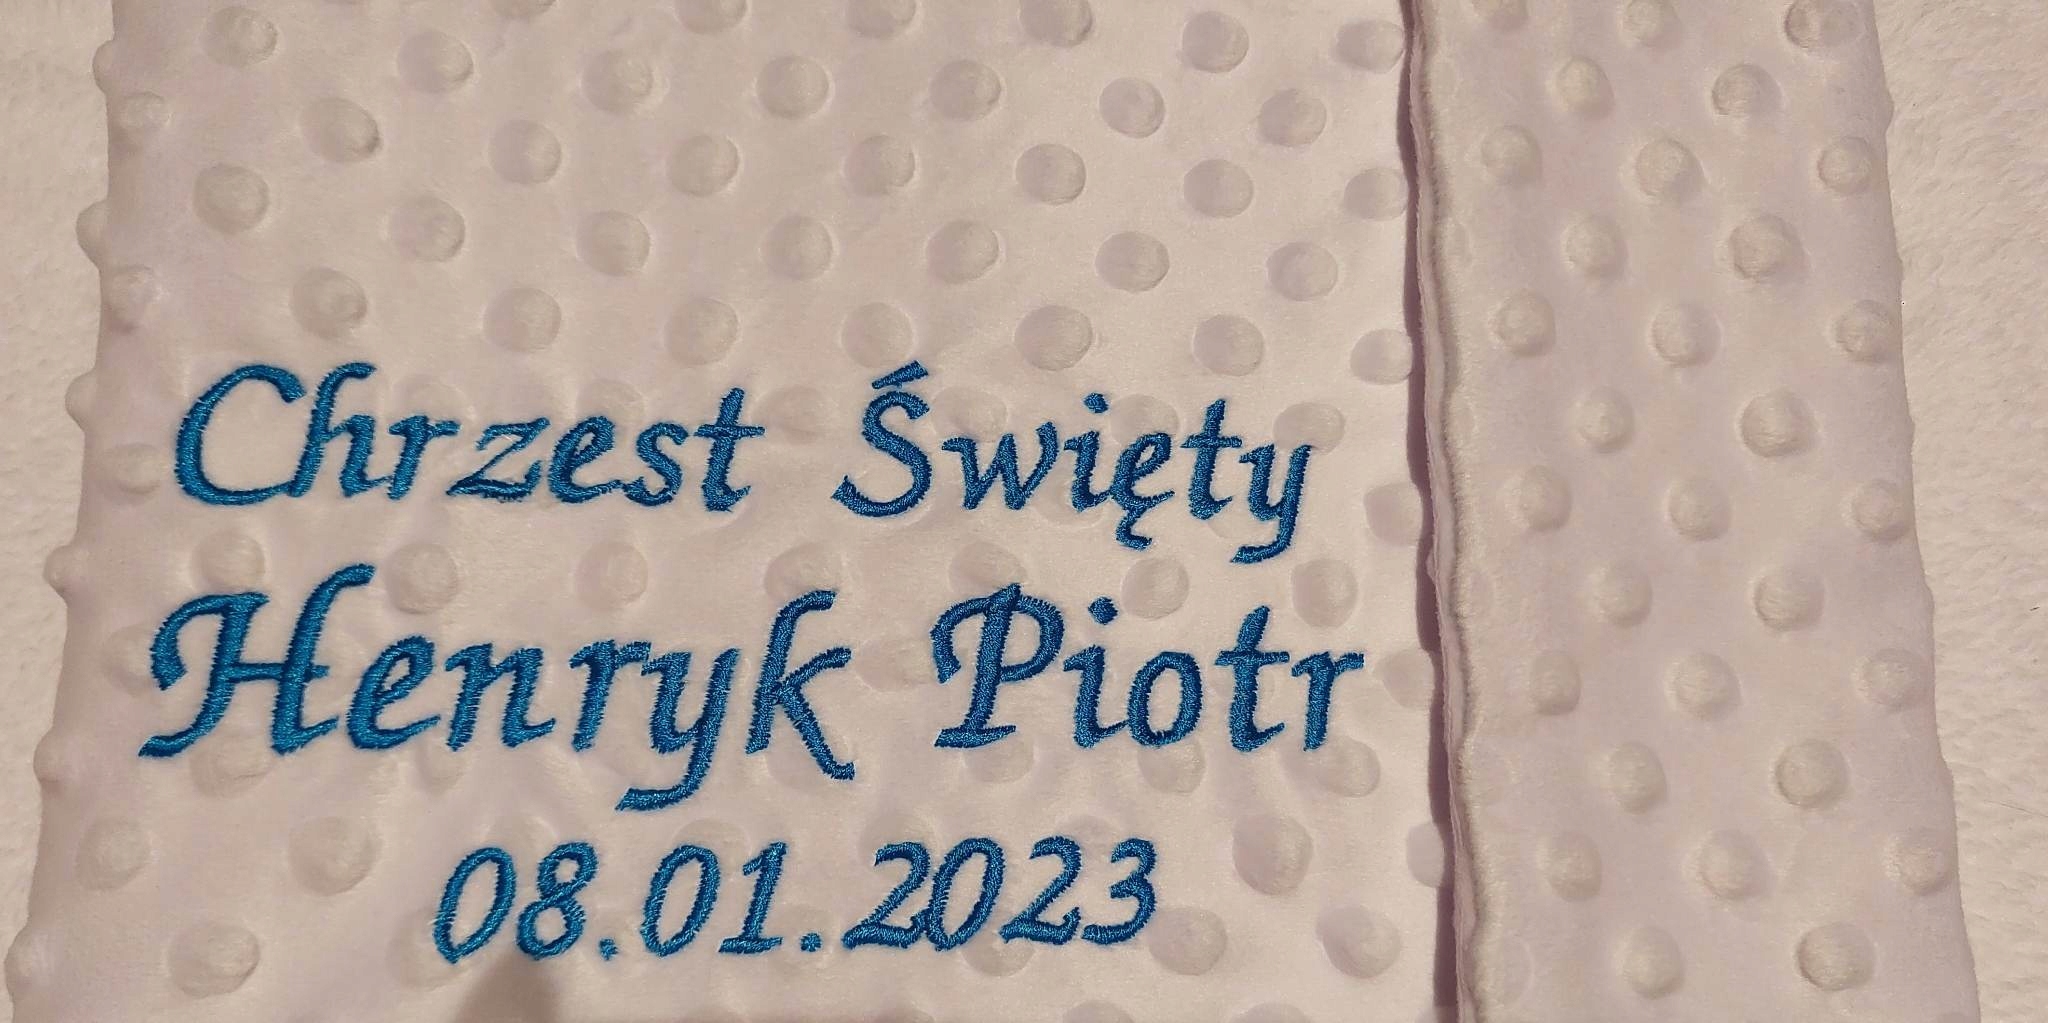 Chrzest Święty
Henryk Piotr
08.01.2023